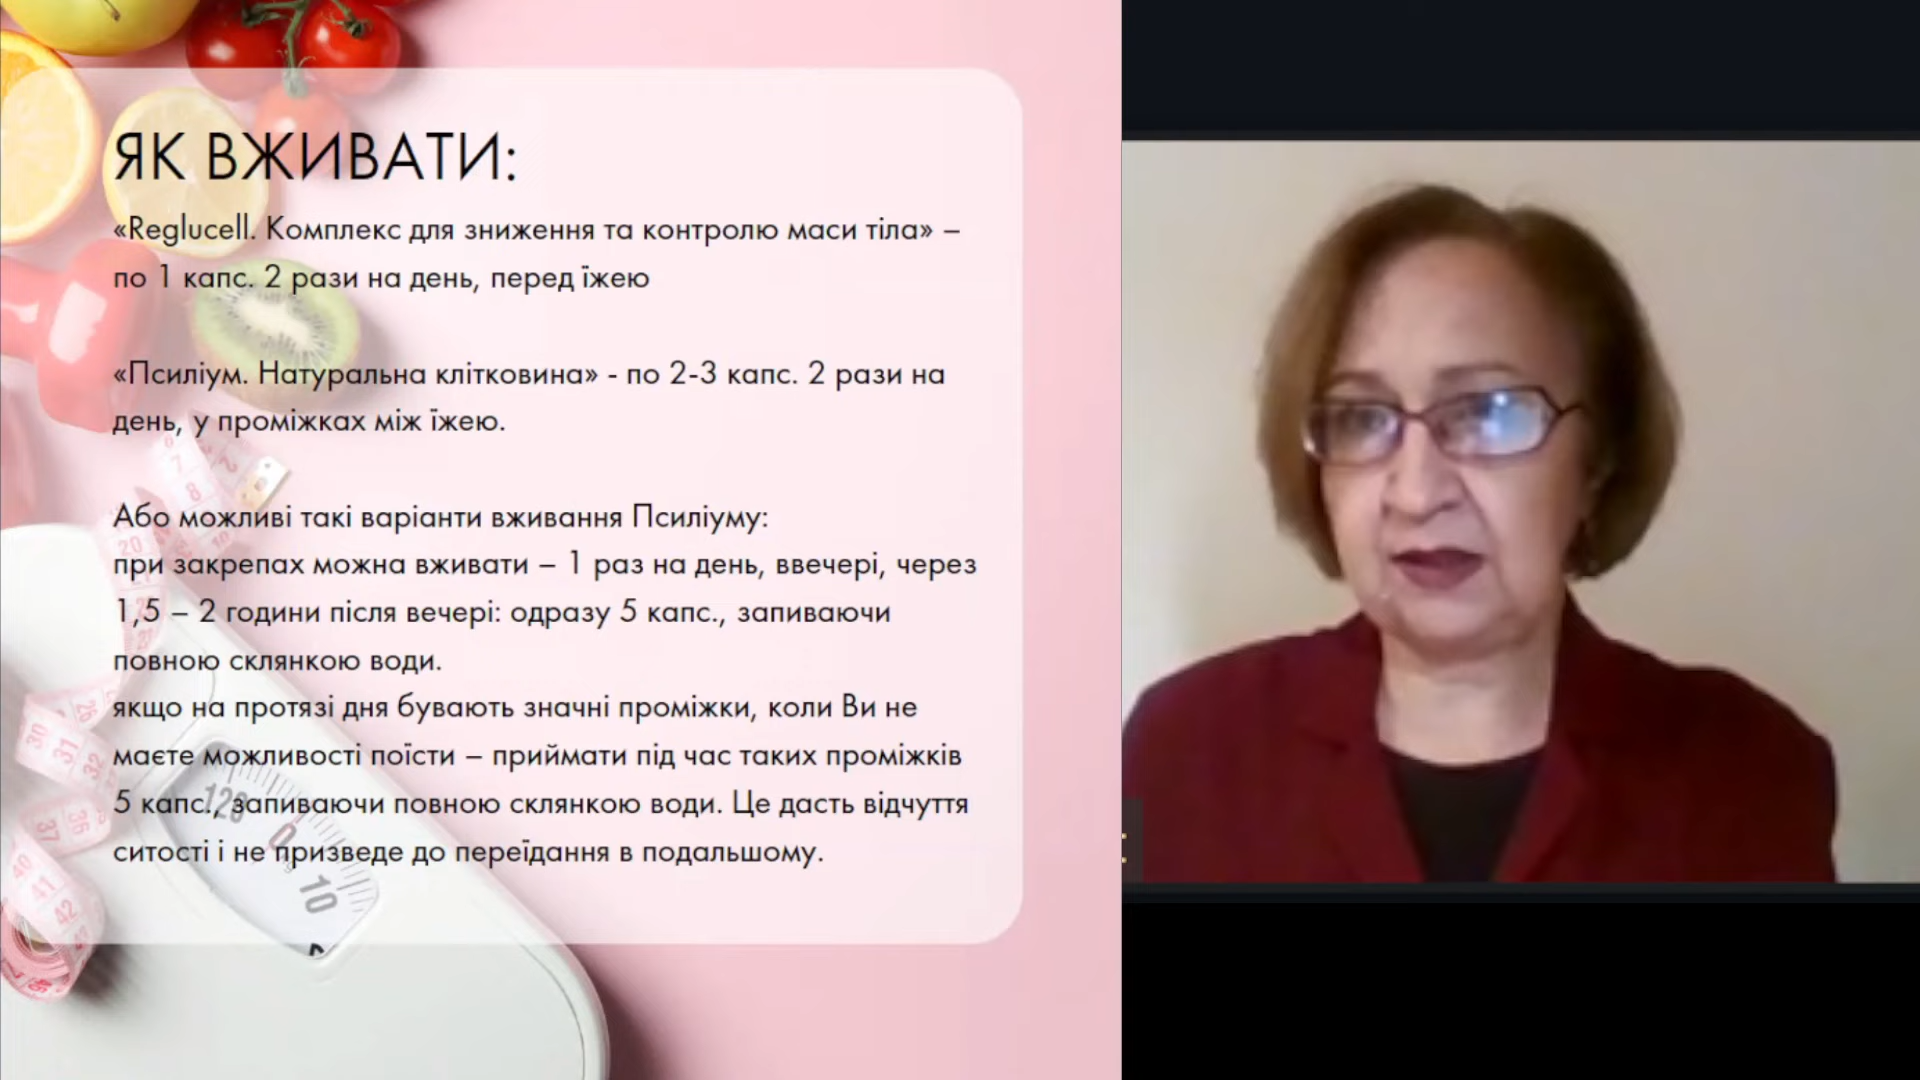 ЯК ВЖИВАТИ:
«Reglucell. Комплекс для зниження та контролю маси тіла» –
по 1 капс. 2 рази на день, перед їжею
«Псиліум. Натуральна клітковина» - по 2-3 капс. 2 рази на
день, у проміжках між їжею.
Або можливі такі варіанти вживання Псиліуму:
при закрепах можна вживати – 1 раз на день, ввечері, через
1,5 – 2 години після вечері: одразу 5 капс., запиваючи
повною склянкою води.
якщо на протязі дня бувають значні проміжки, коли Ви не
маєте можливості поїсти – приймати під час таких проміжків
5 капс., запиваючи повною склянкою води. Це дасть відчуття
ситості і не призведе до переїдання в подальшому.